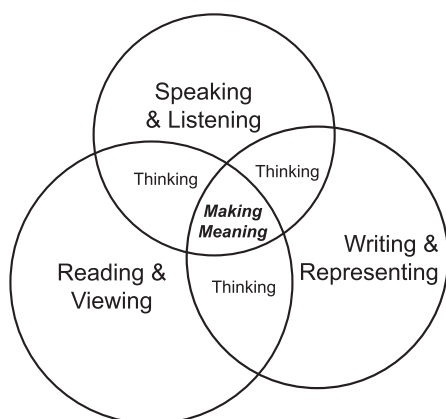 Speaking
& Listening
Thinking
Thinking
Making
Meaning
Writing &
Representing
Reading &
Viewing
Thinking